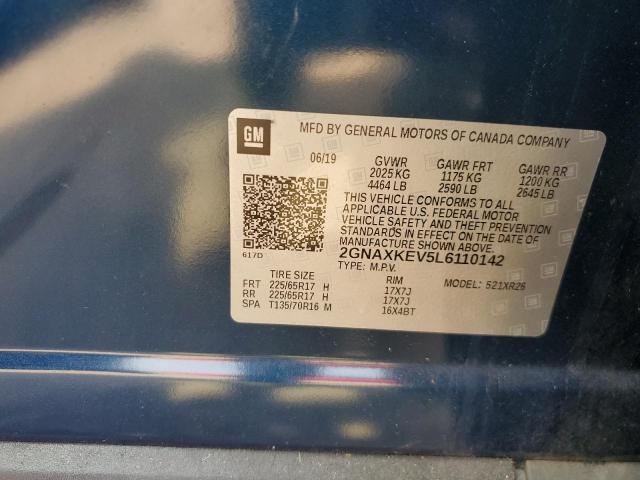 GM
MFD BY GENERAL MOTORS OF CANADA COMPANY
06/19 GVWR GAWR FRT GAWR RR
2025 KG 1175 KG 1200 KG
4464 LB 2590 LB 2645 LB
THIS VEHICLE CONFORMS TO ALL
APPLICABLE U.S. FEDERAL MOTOR
VEHICLE SAFETY AND THEFT PREVENTION
STANDARDS IN EFFECT ON THE DATE OF
MANUFACTURE SHOWN ABOVE.
617D 2GNAXKEV5L6110142
TYPE: M.P.V. MODEL: 521XR26
TIRE SIZE RIM
FRT 225/65R17 H 17X7J
RR 225/65R17 H 17X7J
SPA T135/70R16 M 16X4BT